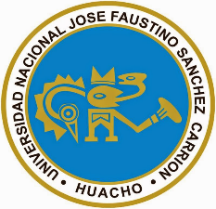 UNIVERSIDAD NACIONAL JOSE FAUSTINO SANCHEZ CARRION
• HUACHO •